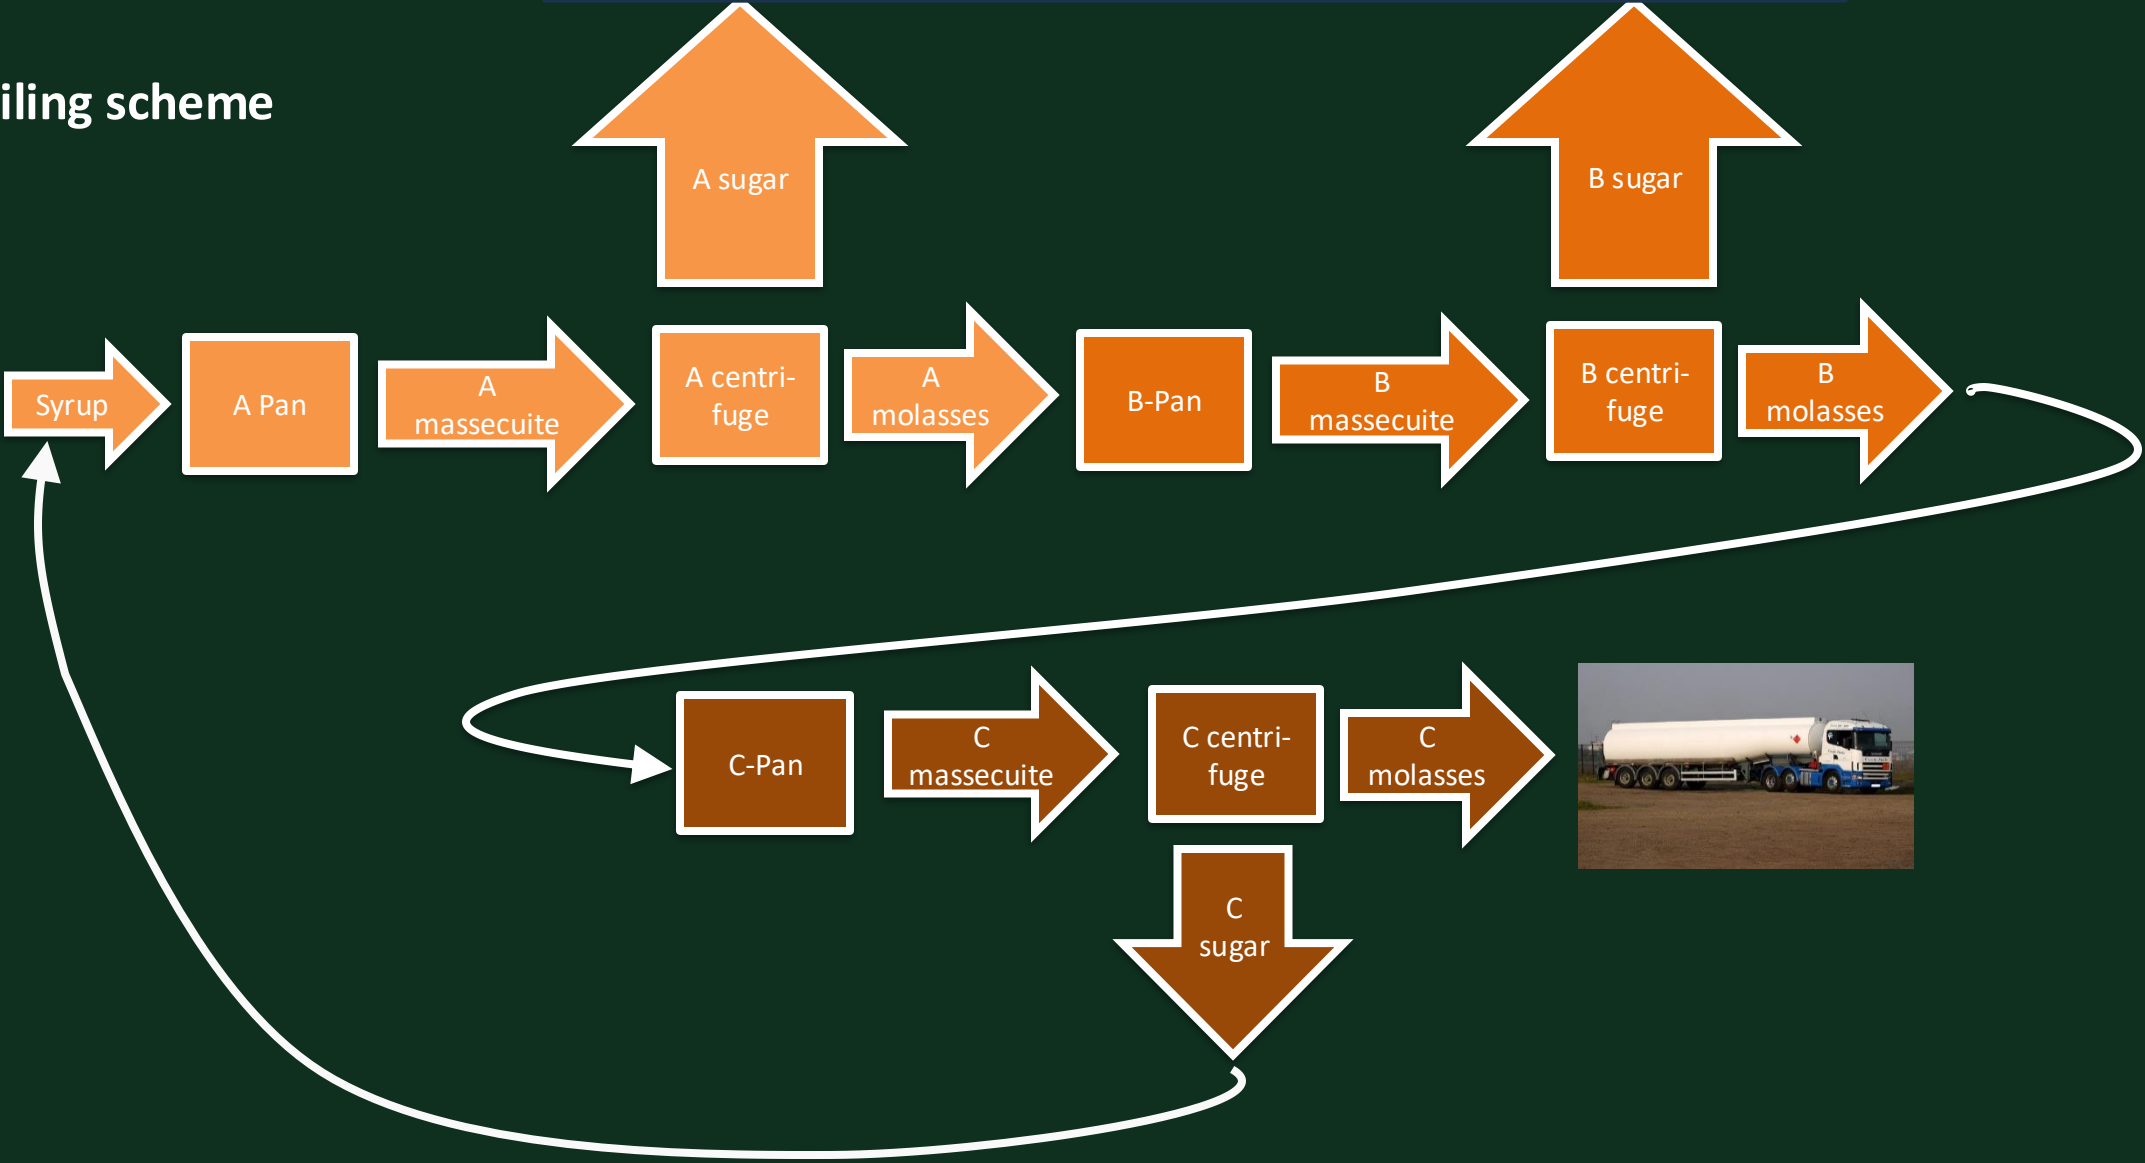 iling scheme
A sugar
B sugar
Syrup
A Pan
A
massecuite
A centri-
fuge
A
molasses
B-Pan
B
massecuite
B centri-
fuge
B
molasses
C-Pan
C
massecuite
C centri-
fuge
C
molasses
C
sugar